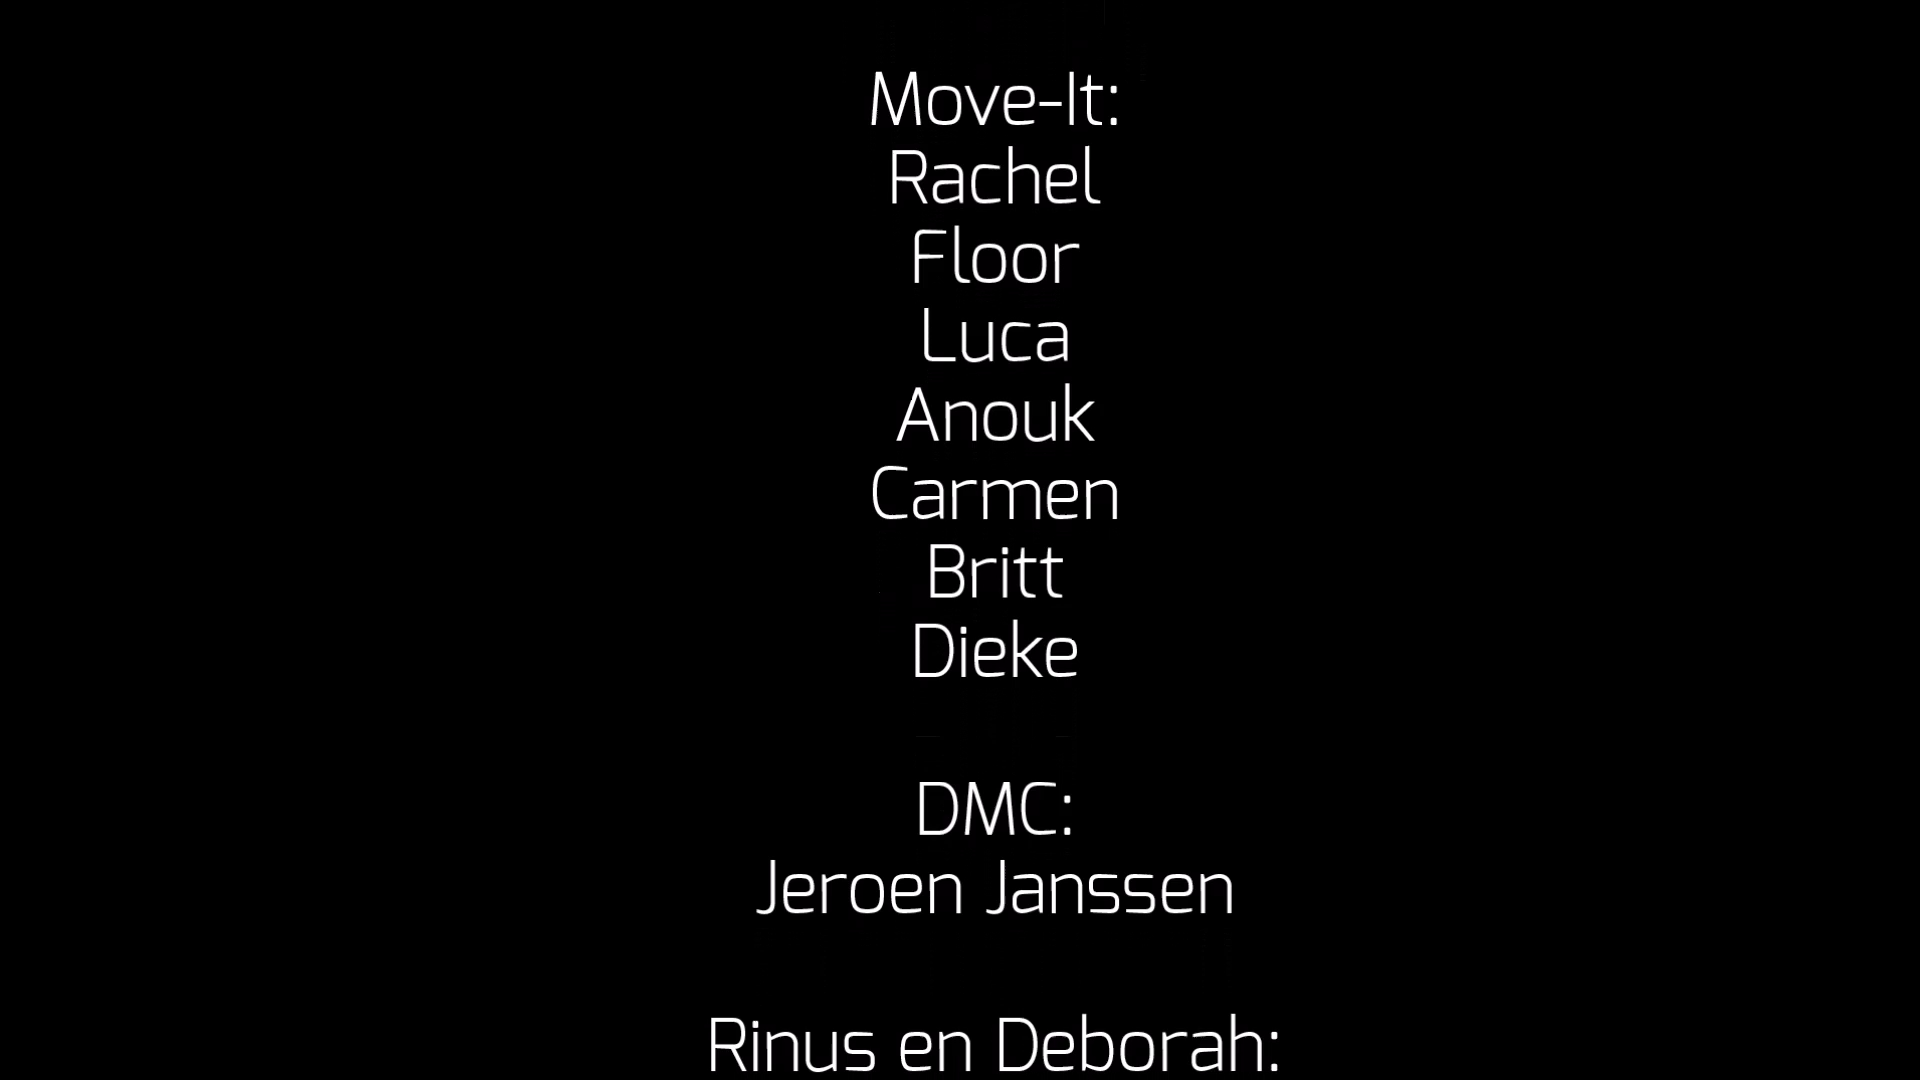 Move-It:
Rachel
Floor
Luca
Anouk
Carmen
Britt
Dieke
DMC:
Jeroen Janssen
Rinus en Deborah: